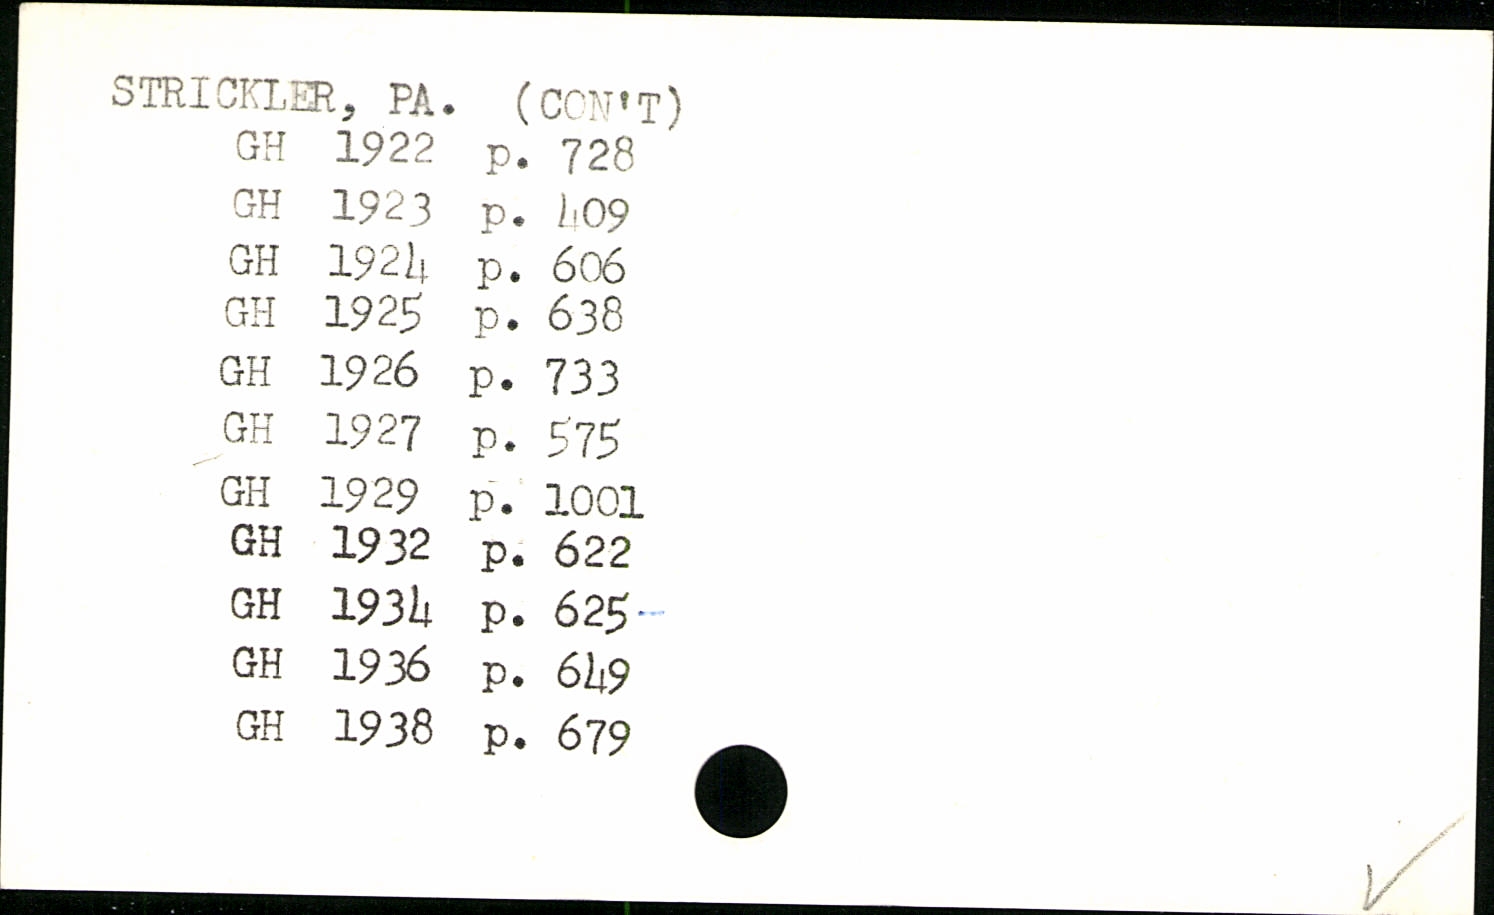 STRICKLER, PA. (CON'T)
GH 1922 p. 728
GH 1923 p. 409
GH 1924 p. 606
GH 1925 p. 638
GH 1926 p. 733
GH 1927 p. 575
GH 1929 p. 1001
GH 1932 p. 622
GH 1934 p. 625
GH 1936 p. 649
GH 1938 p. 679